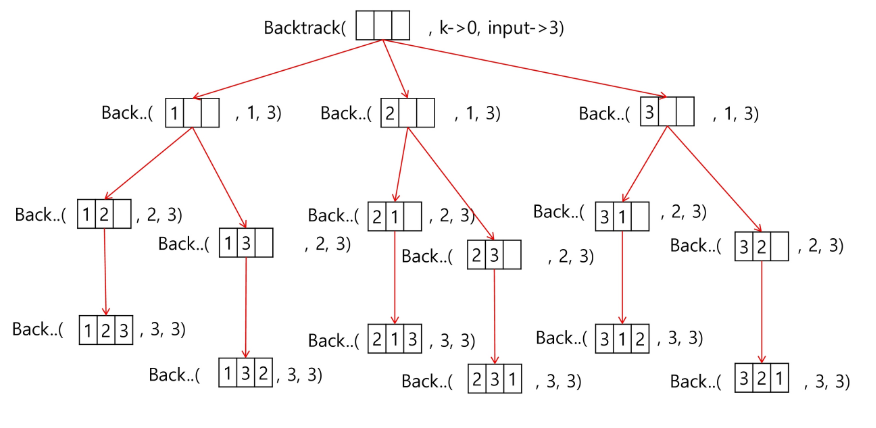 Backtrack( , k->0, input->3)
Back..( 1 , 1, 3)
Back..( 2 , 1, 3)
Back..( 3 , 1, 3)
Back..( 1 2 , 2, 3)
Back..( 1 3 , 2, 3)
Back..( 2 1 , 2, 3)
Back..( 2 3 , 2, 3)
Back..( 3 1 , 2, 3)
Back..( 3 2 , 2, 3)
Back..( 1 2 3 , 3, 3)
Back..( 1 3 2 , 3, 3)
Back..( 2 1 3 , 3, 3)
Back..( 2 3 1 , 3, 3)
Back..( 3 1 2 , 3, 3)
Back..( 3 2 1 , 3, 3)